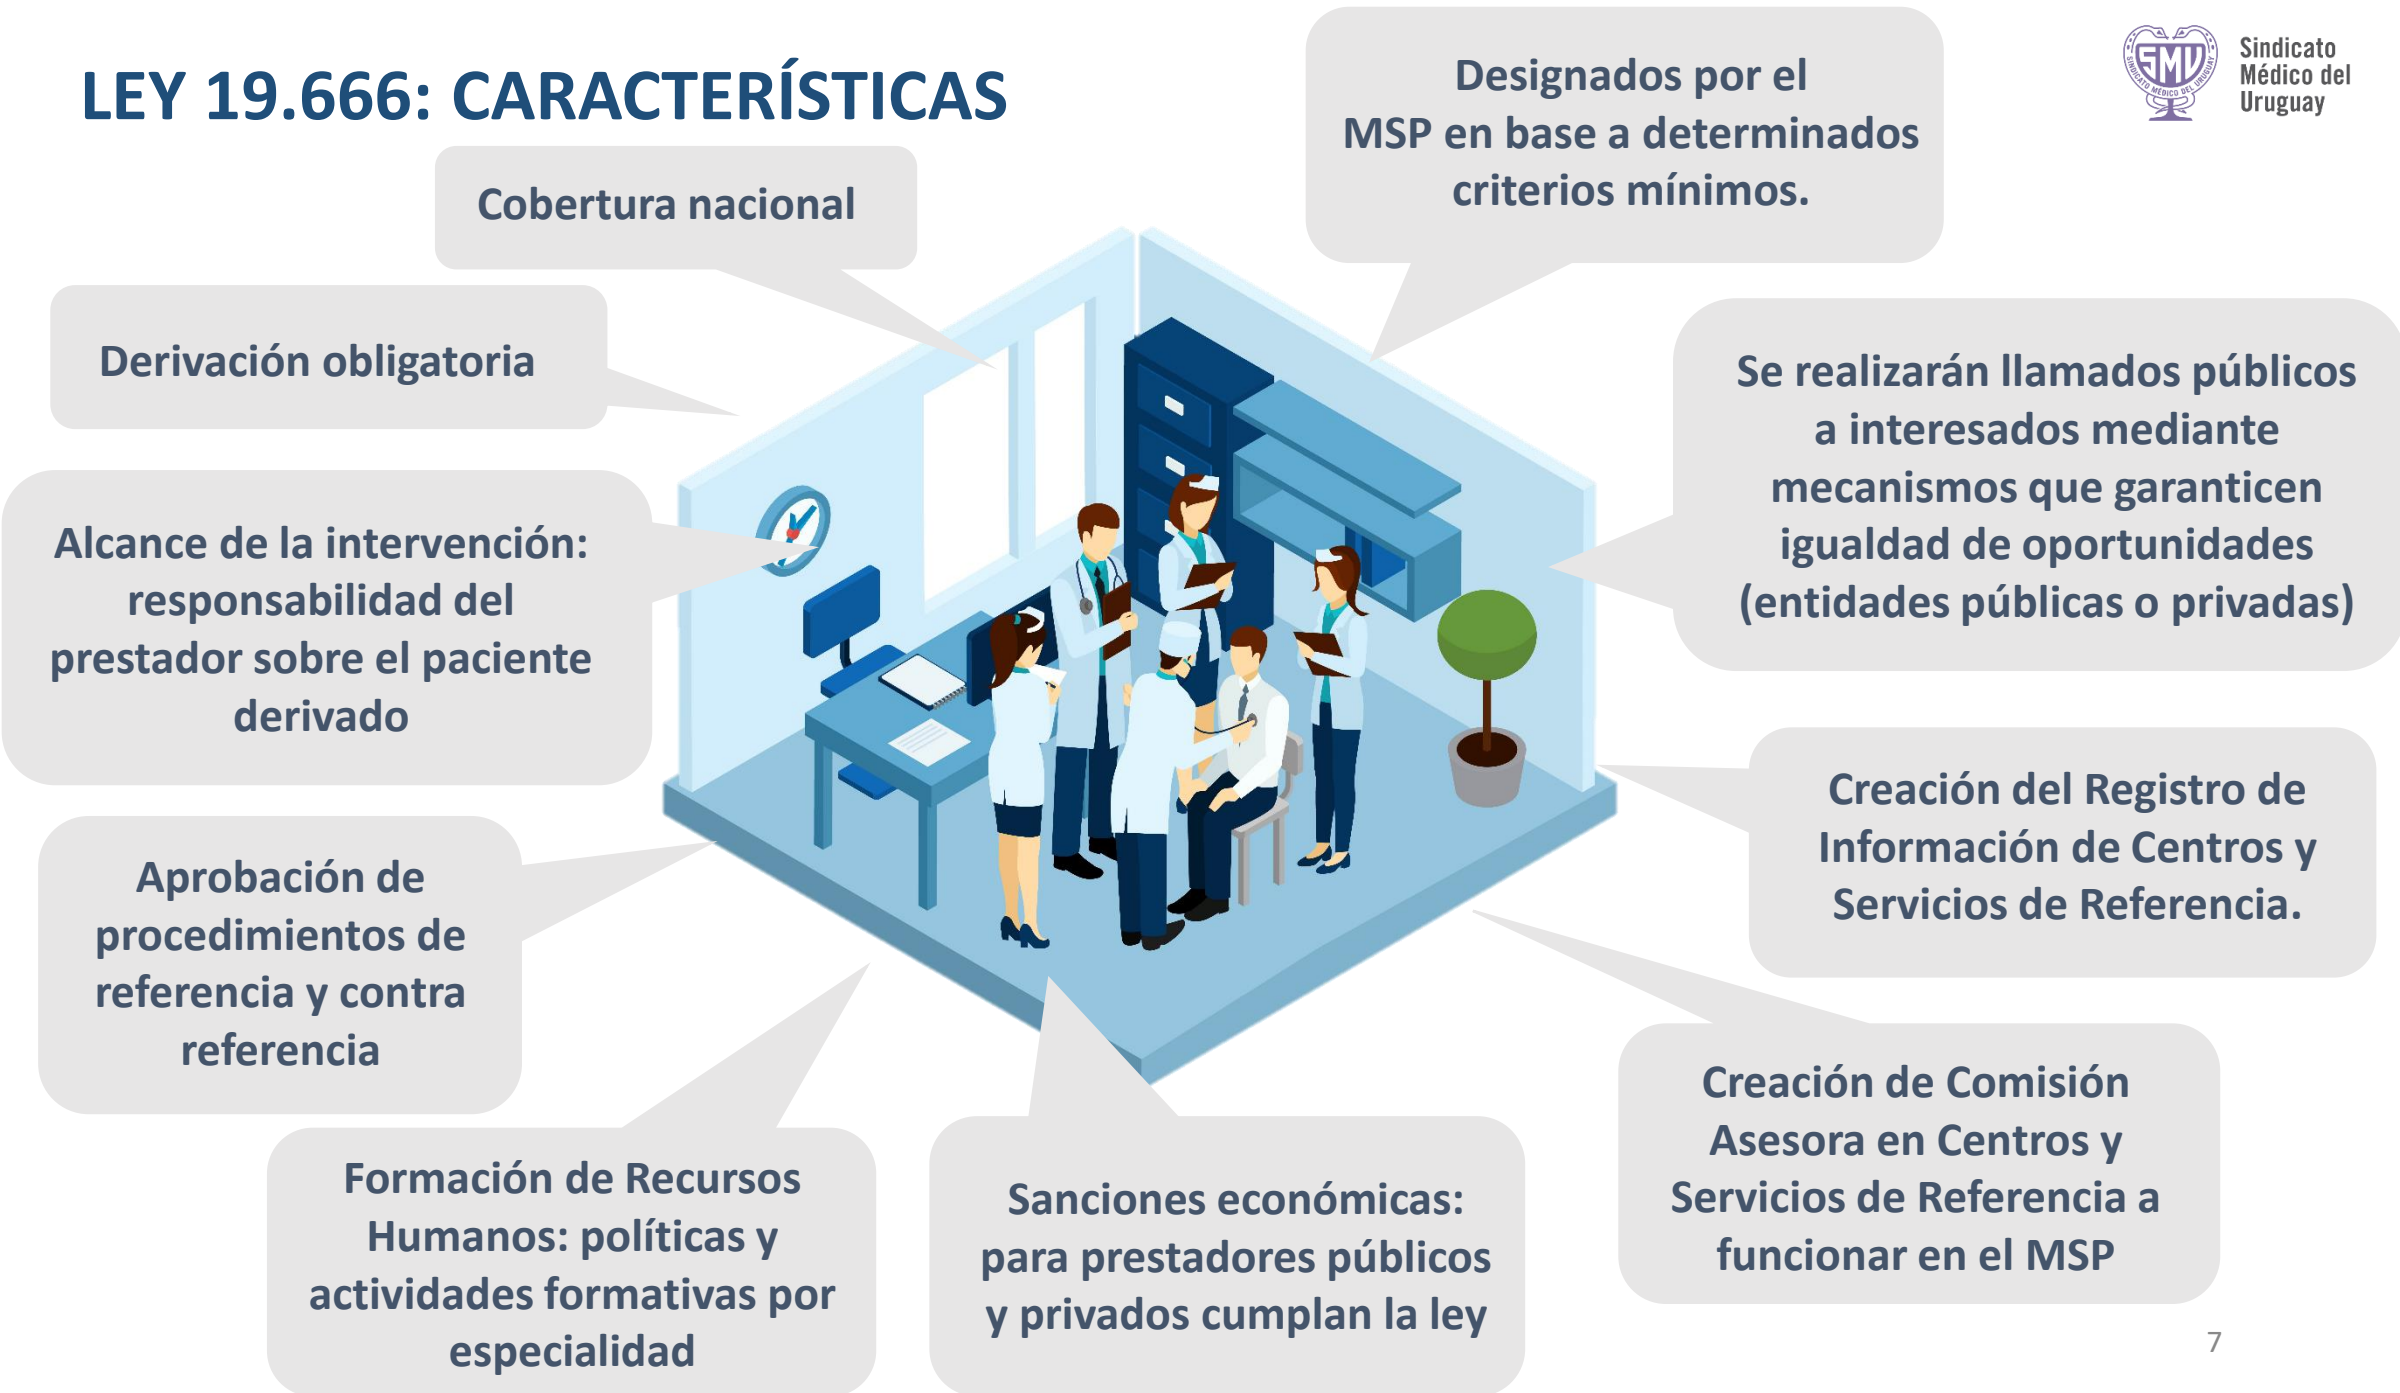 LEY 19.666: CARACTERÍSTICAS
SMU
SINDICATO MÉDICO DEL URUGUAY
Sindicato
Médico del
Uruguay
Cobertura nacional
Designados por el
MSP en base a determinados
criterios mínimos.
Derivación obligatoria
Se realizarán llamados públicos
a interesados mediante
mecanismos que garanticen
igualdad de oportunidades
(entidades públicas o privadas)
Alcance de la intervención:
responsabilidad del
prestador sobre el paciente
derivado
Creación del Registro de
Información de Centros y
Servicios de Referencia.
Aprobación de
procedimientos de
referencia y contra
referencia
Creación de Comisión
Asesora en Centros y
Servicios de Referencia a
funcionar en el MSP
Formación de Recursos
Humanos: políticas y
actividades formativas por
especialidad
Sanciones económicas:
para prestadores públicos
y privados cumplan la ley
7